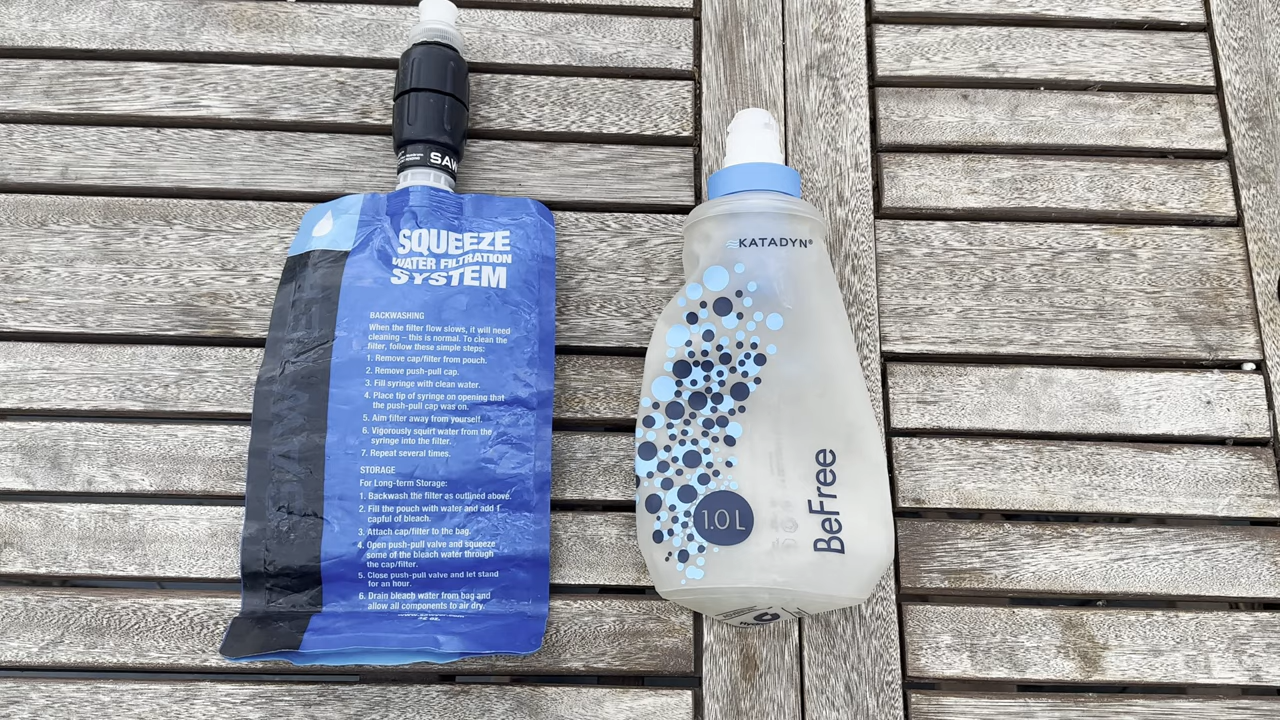 SAW
SQUEEZE
WATER FILTRATION
SYSTEM
BACKWASHING
When the filter flow slows, it will need
cleaning – this is normal. To clean the
filter, follow these simple steps:
1. Remove cap/filter from pouch.
2. Remove push-pull cap.
3. Fill syringe with clean water.
4. Place tip of syringe on opening that
the push-pull cap was on.
5. Aim filter away from yourself.
6. Vigorously squirt water from the
syringe into the filter.
7. Repeat several times.
STORAGE
For Long-term Storage:
1. Backwash the filter as outlined above.
2. Fill the pouch with water and add 1
capful of bleach.
3. Attach cap/filter to the bag.
4. Open push-pull valve and squeeze
some of the bleach water through
the cap/filter.
5. Close push-pull valve and let stand
for an hour.
6. Drain bleach water from bag and
allow all components to air dry.
KATADYN®
1.0 L
BeFree